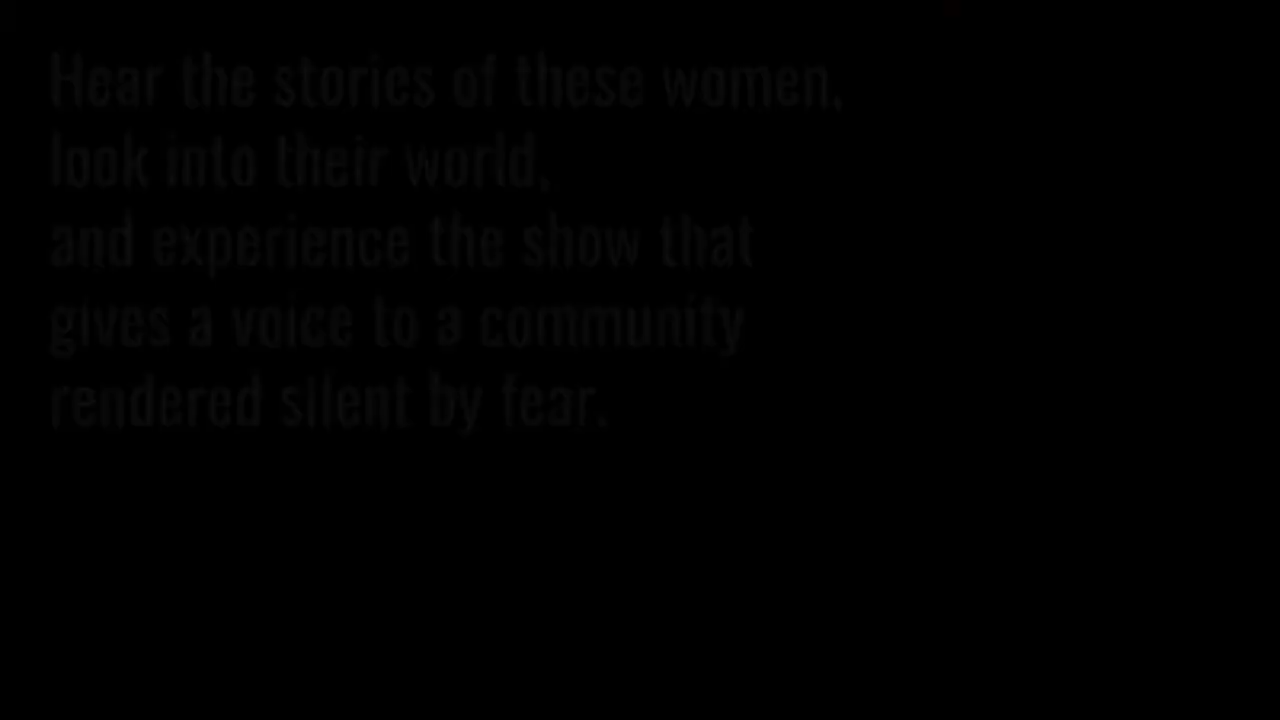 Hear the stories of these women,
look into their world,
and experience the show that
gives a voice to a community
rendered silent by fear.